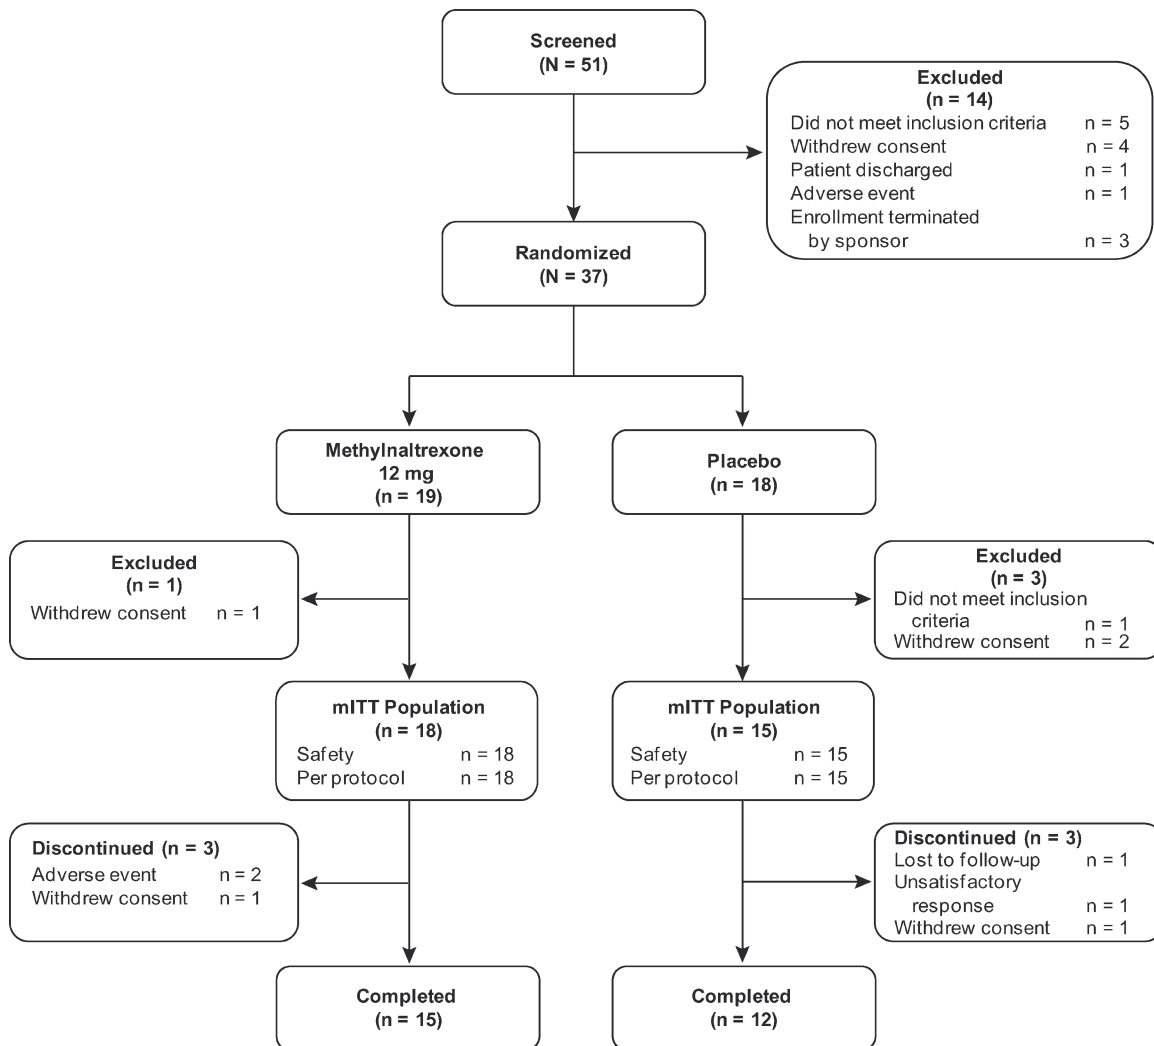 Screened
(N = 51)
Excluded
(n = 14)
Did not meet inclusion criteria n = 5
Withdrew consent n = 4
Patient discharged n = 1
Adverse event n = 1
Enrollment terminated
by sponsor n = 3
Randomized
(N = 37)
Methylnaltrexone
12 mg
(n = 19)
Placebo
(n = 18)
Excluded
(n = 1)
Withdrew consent n = 1
Excluded
(n = 3)
Did not meet inclusion
criteria n = 1
Withdrew consent n = 2
mITT Population
(n = 18)
Safety n = 18
Per protocol n = 18
mITT Population
(n = 15)
Safety n = 15
Per protocol n = 15
Discontinued (n = 3)
Adverse event n = 2
Withdrew consent n = 1
Discontinued (n = 3)
Lost to follow-up n = 1
Unsatisfactory
response n = 1
Withdrew consent n = 1
Completed
(n = 15)
Completed
(n = 12)